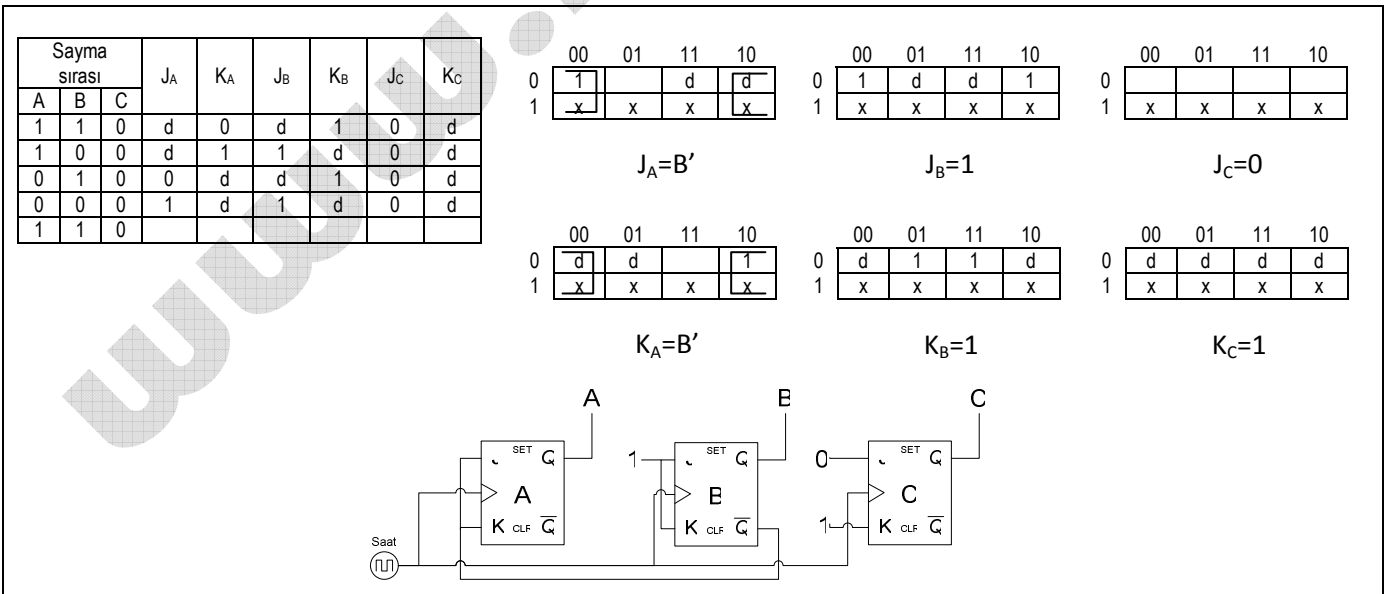 Sayma sırası JA KA JB KB JC KC
A B C
1 1 0 d 0 d 1 0 d
1 0 0 d 1 1 d 0 d
0 1 0 0 d d 1 0 d
0 0 0 1 d 1 d 0 d
1 1 0
00 01 11 10
0 1 d d
1 x x x x
JA=B’
00 01 11 10
0 1 d d 1
1 x x x x
JB=1
00 01 11 10
0
1 x x x x
JC=0
00 01 11 10
0 d d 1
1 x x x x
KA=B’
00 01 11 10
0 d 1 1 d
1 x x x x
KB=1
00 01 11 10
0 d d d d
1 x x x x
KC=1
A B C
SET Q
A
K CLR Q
1 SET Q
B
K CLR Q
0 SET Q
C
1 K CLR Q
Saat
www.